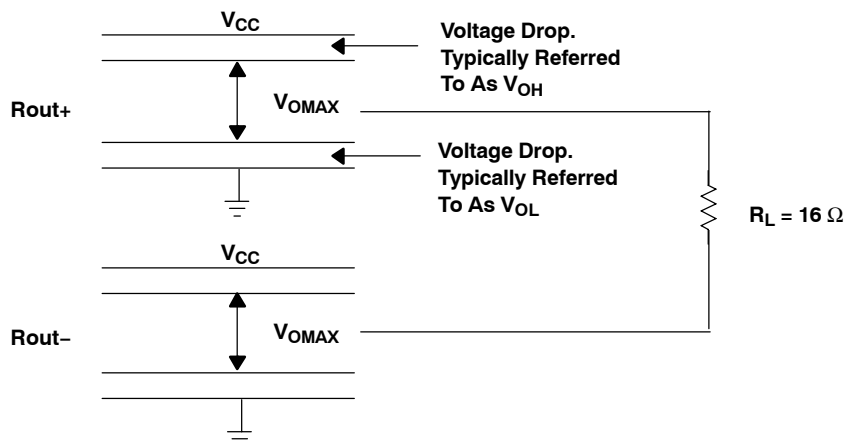 VCC
Voltage Drop.
Typically Referred
To As VOH
Rout+
VOMAX
Voltage Drop.
Typically Referred
To As VOL
RL = 16 Ω
VCC
Rout−
VOMAX